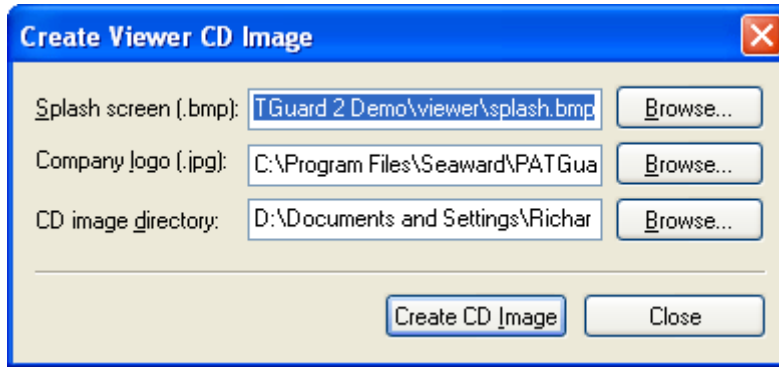 Create Viewer CD Image
Splash screen (.bmp): TGuard 2 Demo\viewer\splash.bmp Browse...
Company logo (.jpg): C:\Program Files\Seaward\PATGua Browse...
CD image directory: D:\Documents and Settings\Richar Browse...
Create CD Image Close